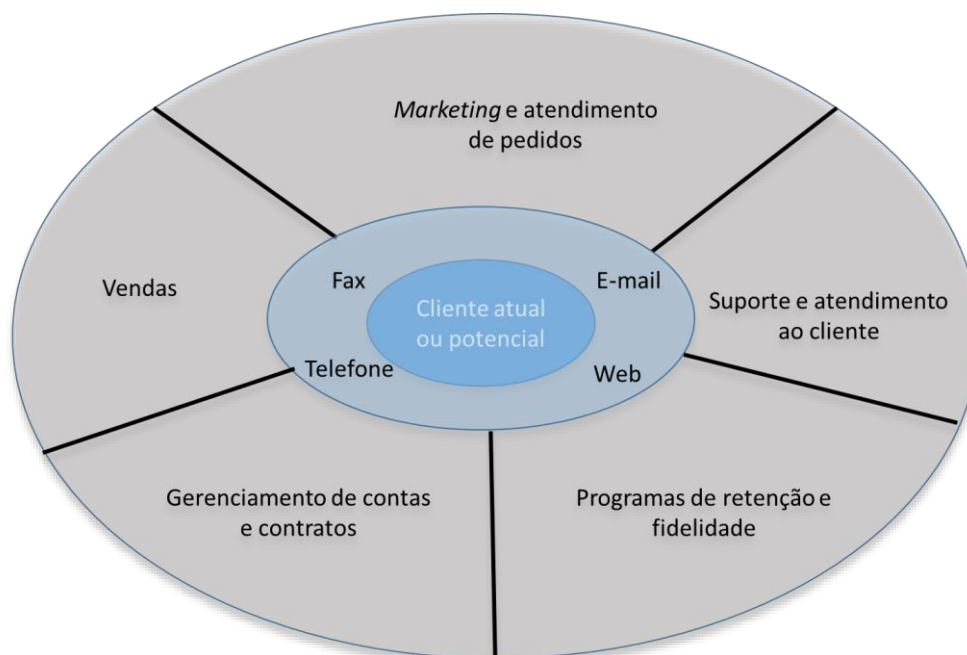 Marketing e atendimento
de pedidos
Vendas
Fax
E-mail
Cliente atual
ou potencial
Suporte e atendimento
ao cliente
Telefone
Web
Gerenciamento de contas
e contratos
Programas de retenção e
fidelidade